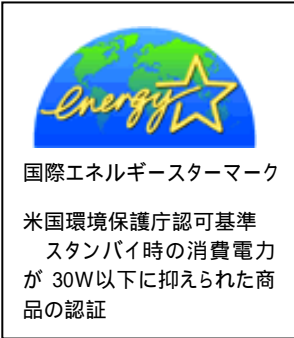 energy
国際エネルギースターマーク
米国環境保護庁認可基準
　スタンバイ時の消費電力
が 30W以下に抑えられた商
品の認証